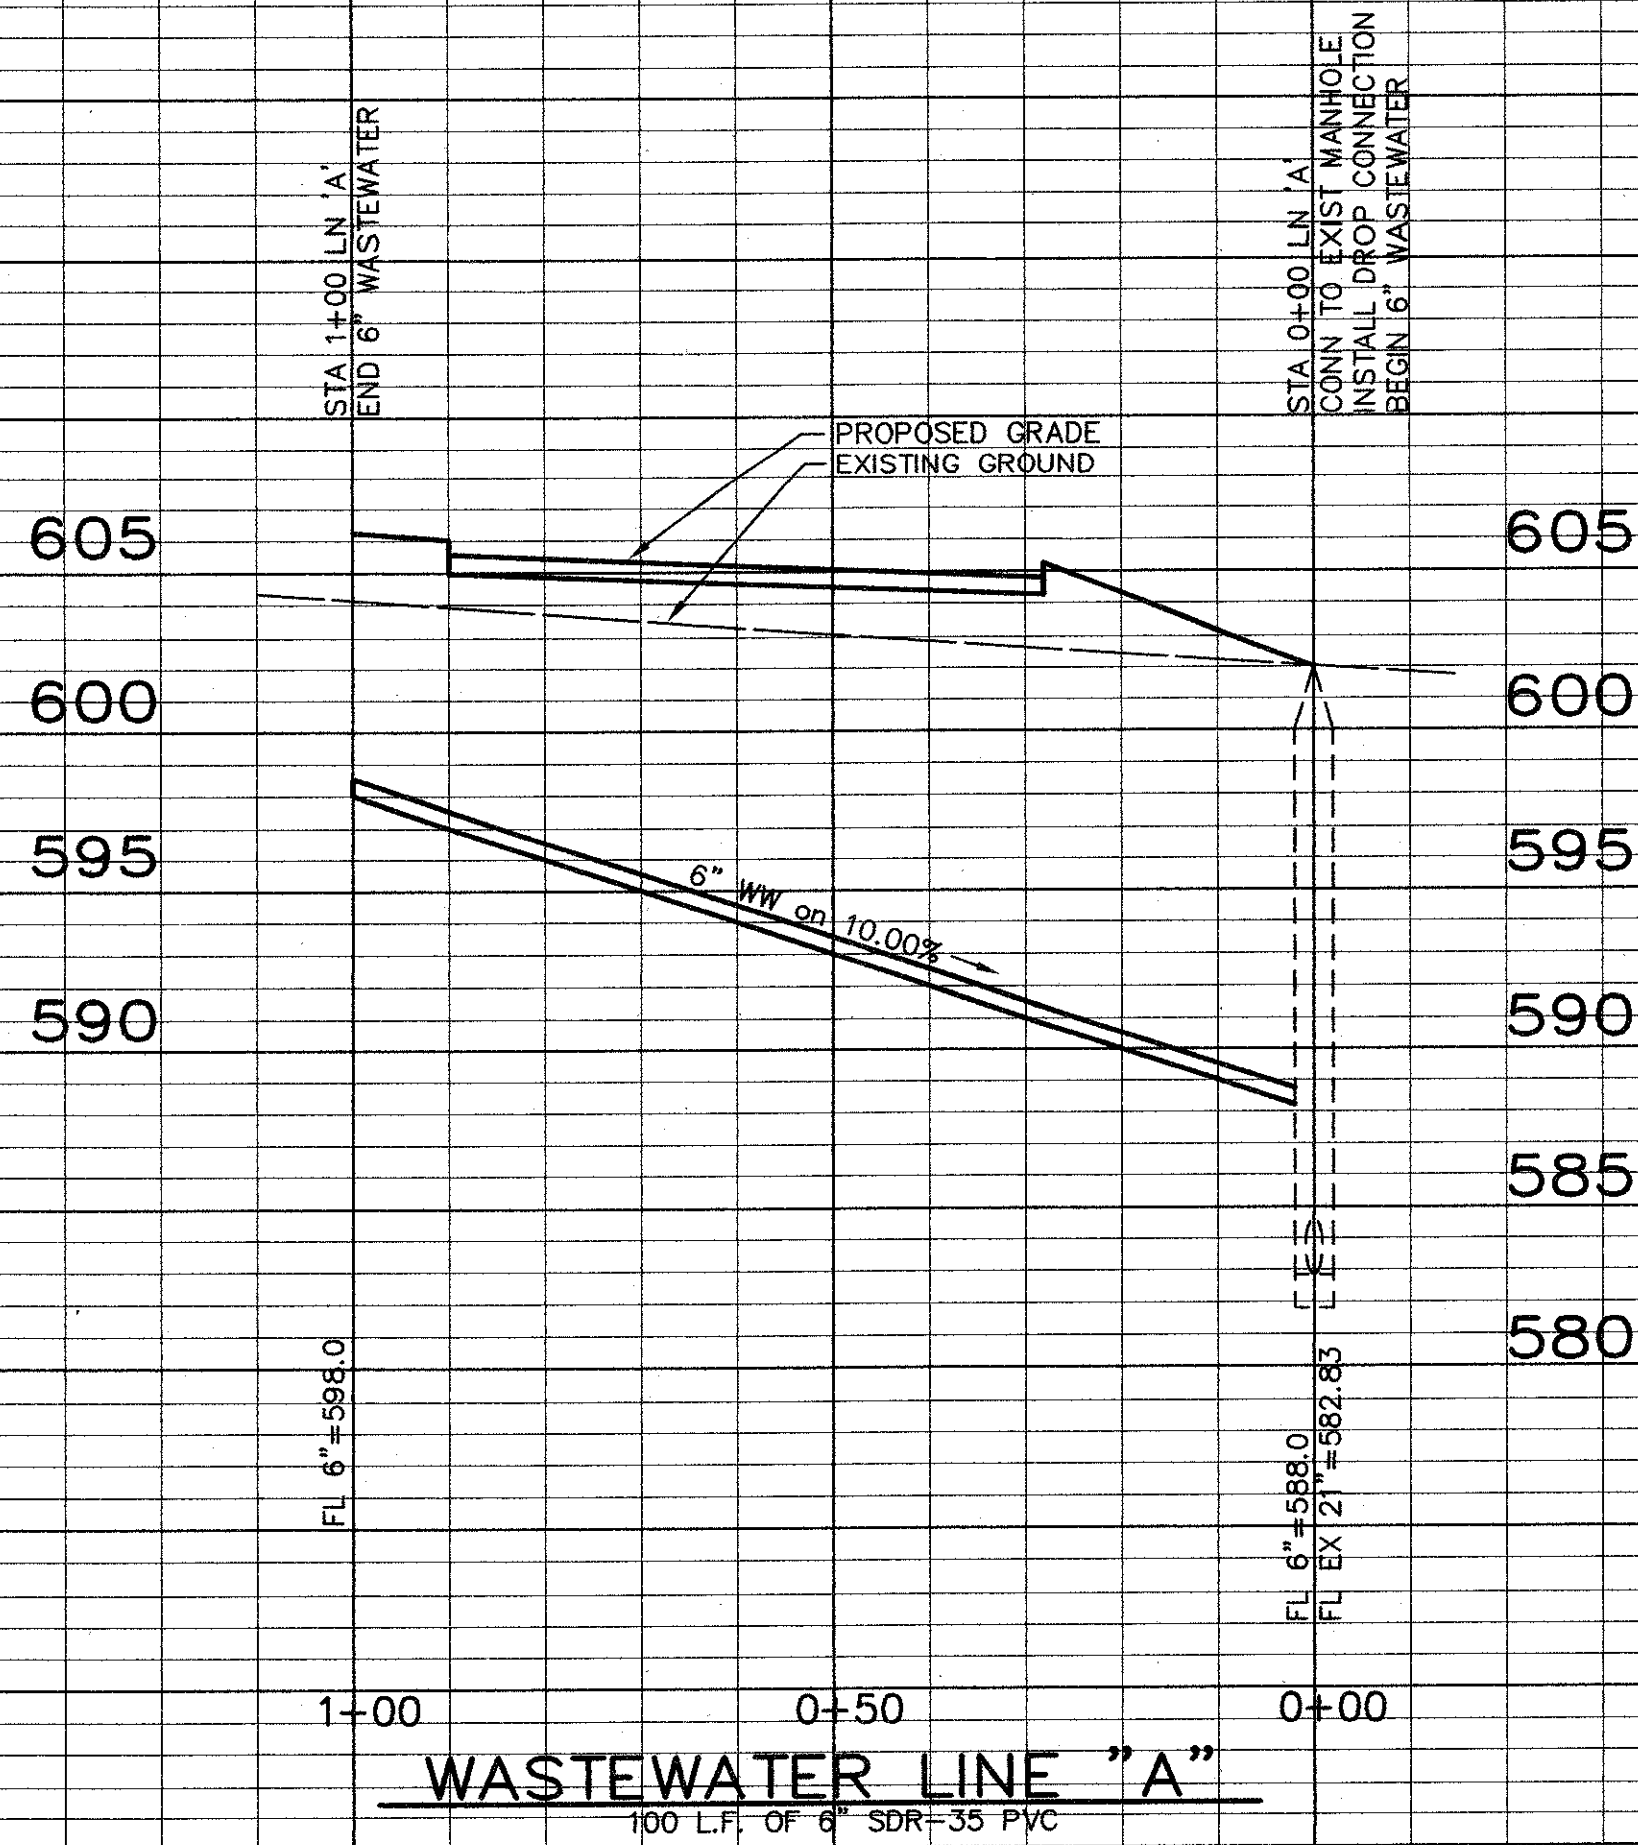 STA 1+00 LN 'A'
END 6" WASTEWATER
STA 0+00 LN 'A'
CONN TO EXIST MANHOLE
INSTALL DROP CONNECTION
BEGIN 6" WASTEWATER
PROPOSED GRADE
EXISTING GROUND
605
605
600
600
595
595
6" WW on 10.00%
590
590
585
580
FL 6"=598.0
FL 6"=588.0
FL EX 21"=582.83
1+00
0+50
0+00
WASTEWATER LINE "A"
100 L.F. OF 6" SDR-35 PVC